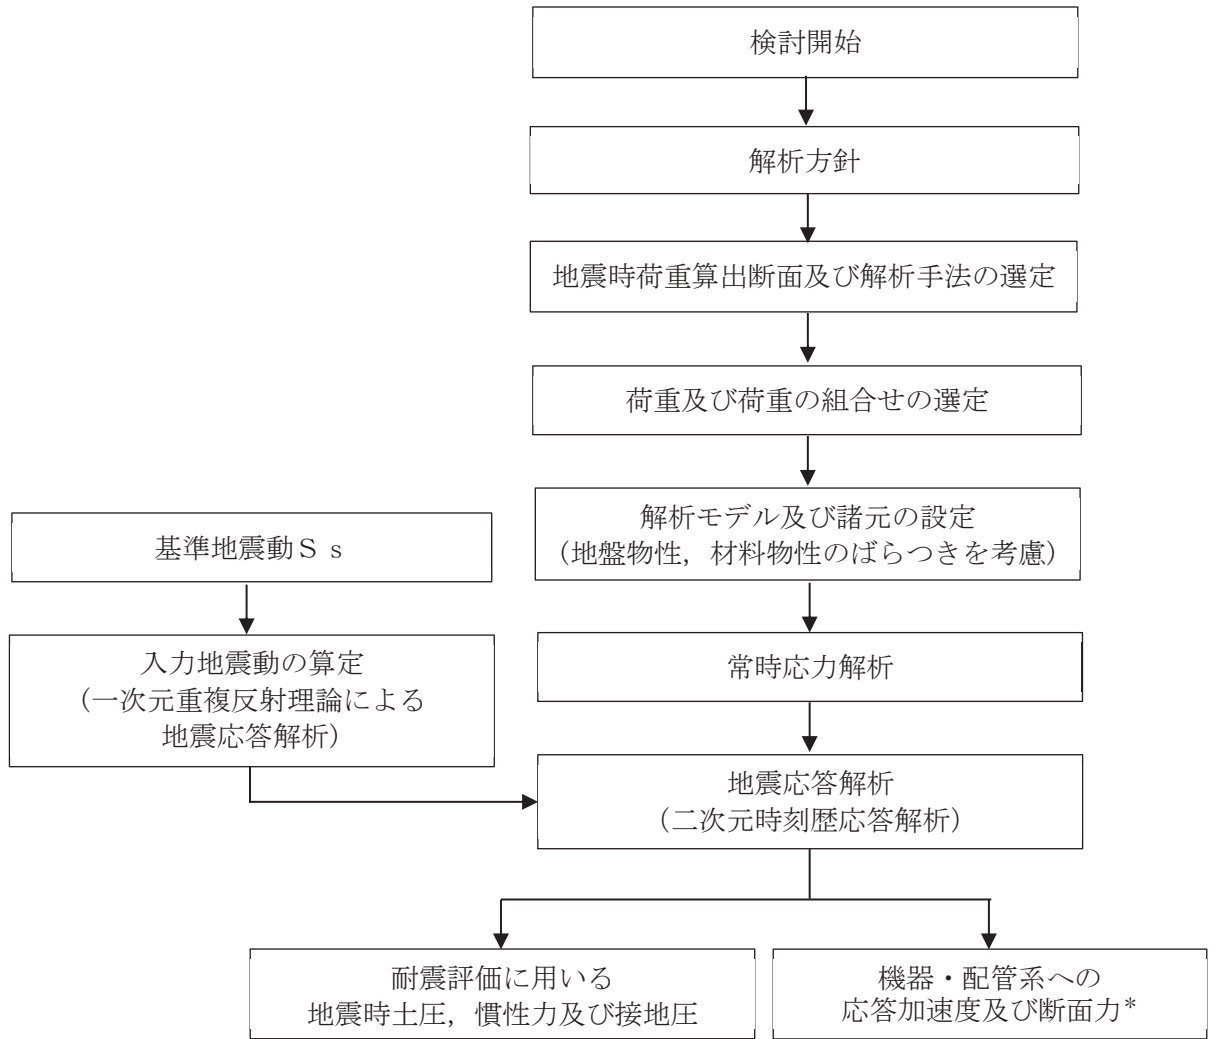 検討開始
解析方針
地震時荷重算出断面及び解析手法の選定
荷重及び荷重の組合せの選定
解析モデル及び諸元の設定
（地盤物性，材料物性のばらつきを考慮）
基準地震動Ｓｓ
入力地震動の算定
（一次元重複反射理論による
地震応答解析）
常時応力解析
地震応答解析
（二次元時刻歴応答解析）
耐震評価に用いる
地震時土圧，慣性力及び接地圧
機器・配管系への
応答加速度及び断面力*